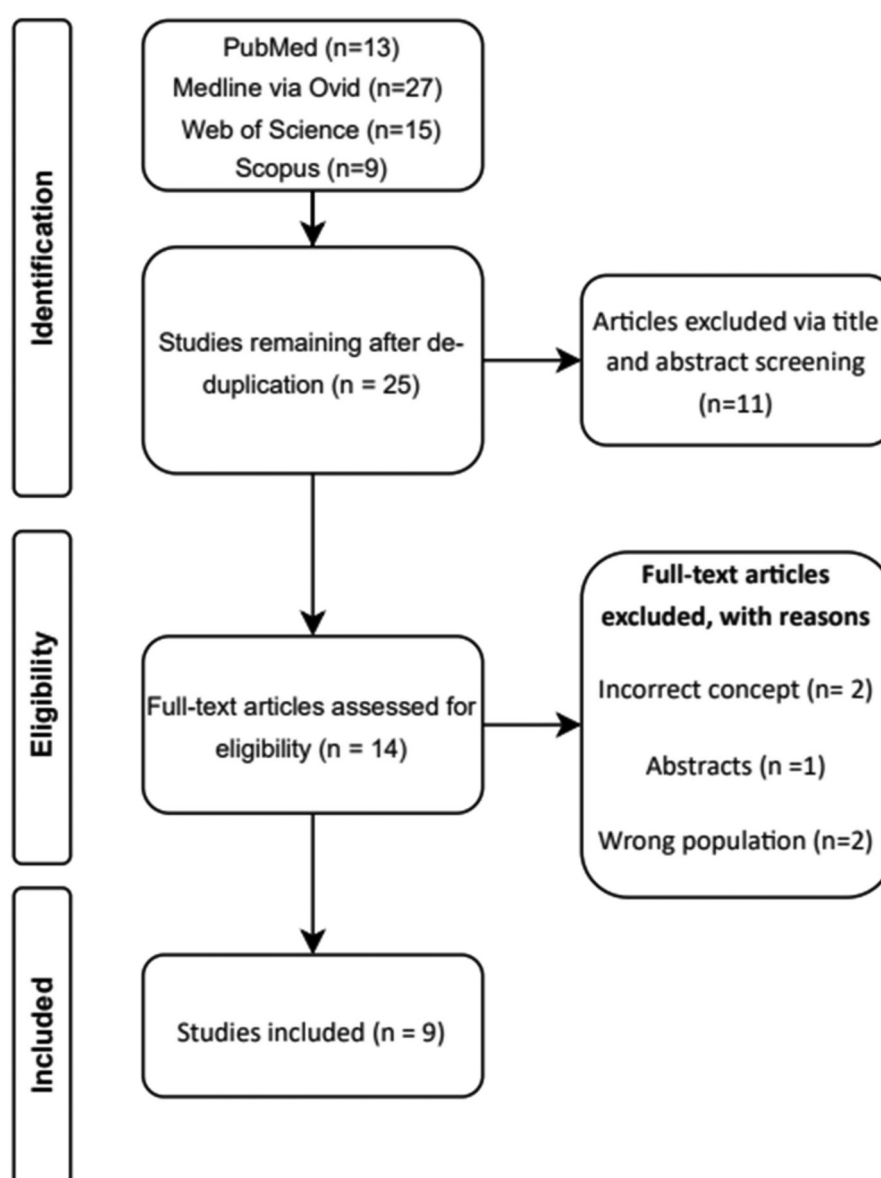 Identification
PubMed (n=13)
Medline via Ovid (n=27)
Web of Science (n=15)
Scopus (n=9)
Studies remaining after de-
duplication (n = 25)
Articles excluded via title
and abstract screening
(n=11)
Eligibility
Full-text articles assessed for
eligibility (n = 14)
Full-text articles
excluded, with reasons
Incorrect concept (n= 2)
Abstracts (n =1)
Wrong population (n=2)
Included
Studies included (n = 9)